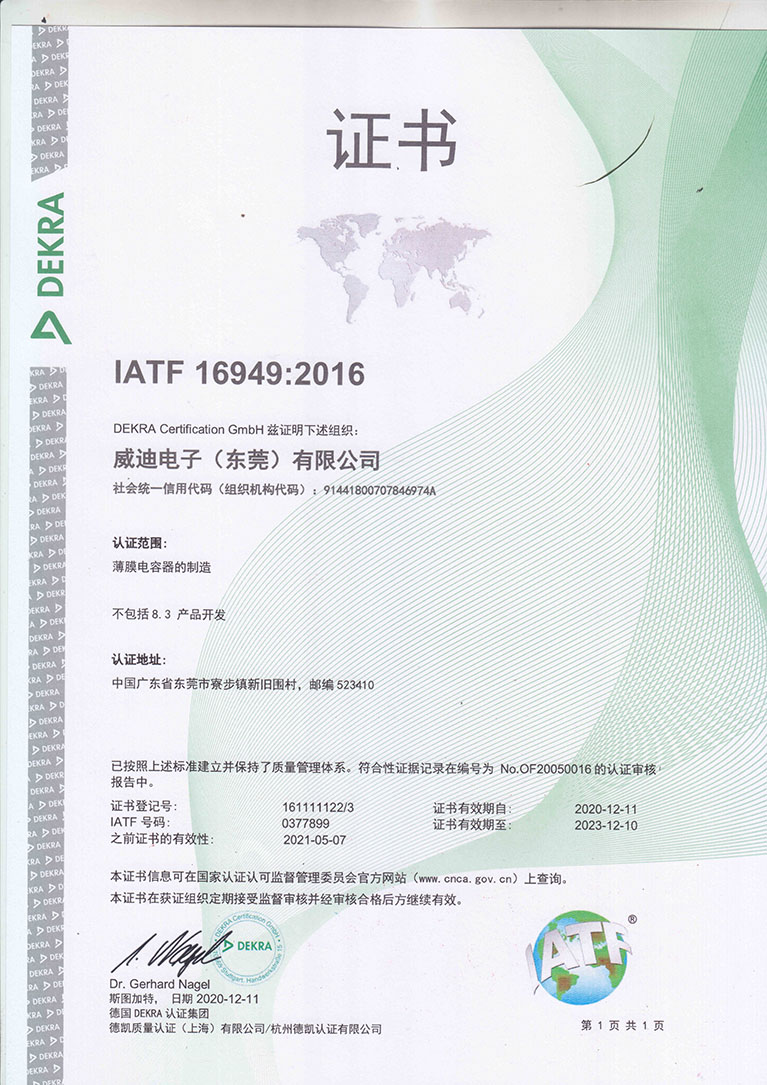 证书
DEKRA
IATF 16949:2016
DEKRA Certification GmbH 兹证明下述组织:
威迪电子（东莞）有限公司
社会统一信用代码（组织机构代码）: 91441800707846974A
认证范围:
薄膜电容器的制造
不包括8.3 产品开发
认证地址:
中国广东省东莞市寮步镇新旧围村，邮编 523410
已按照上述标准建立并保持了质量管理体系。符合性证据记录在编号为 No.OF20050016 的认证审核
报告中。
证书登记号: 161111122/3 证书有效期自: 2020-12-11
IATF 号码: 0377899 证书有效期至: 2023-12-10
之前证书的有效性: 2021-05-07
本证书信息可在国家认证认可监督管理委员会官方网站（www.cnca.gov.cn）上查询。
本证书在获证组织定期接受监督审核并经审核合格后方继续有效。
DEKRA Certification GmbH
DEKRA
Stuttgart, Handwerkstraße 15
IATF®
Dr. Gerhard Nagel
斯图加特， 日期 2020-12-11
德国 DEKRA 认证集团
德凯质量认证（上海）有限公司/杭州德凯认证有限公司
第 1 页 共 1 页